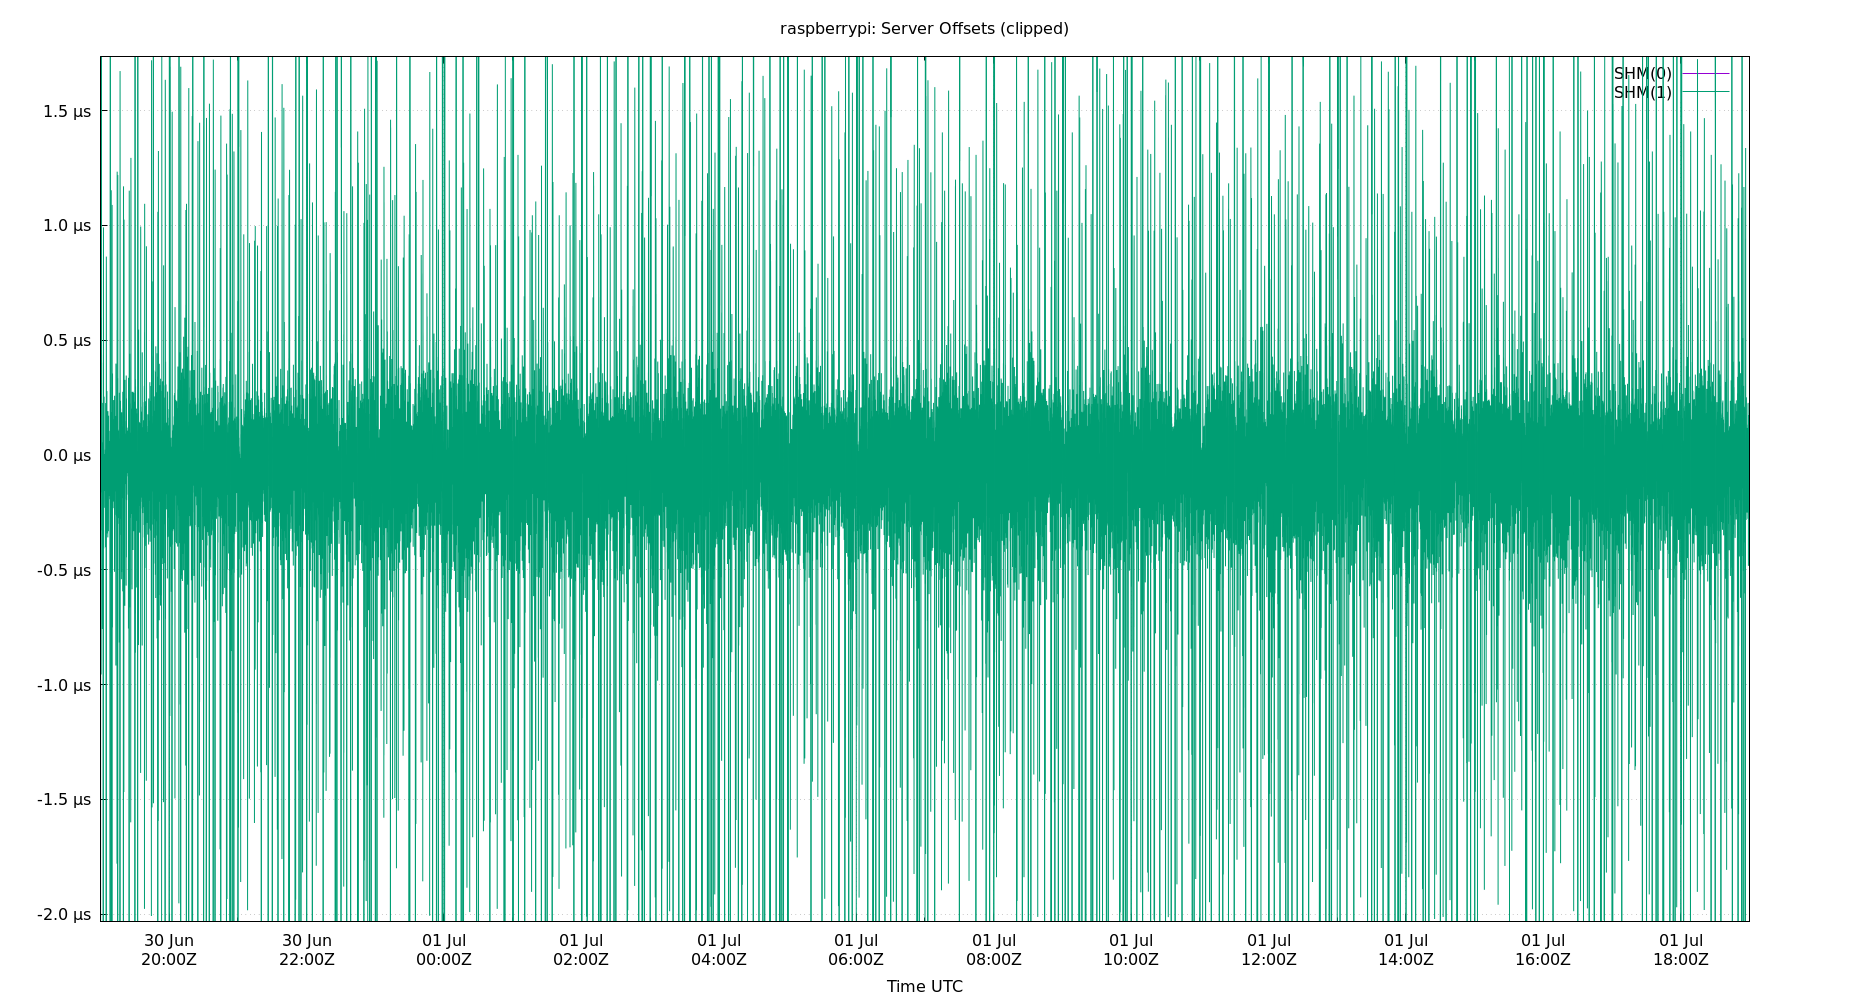 raspberrypi: Server Offsets (clipped)
SHM(0)
SHM(1)
1.5 µs
1.0 µs
0.5 µs
0.0 µs
-0.5 µs
-1.0 µs
-1.5 µs
-2.0 µs
30 Jun 30 Jun 01 Jul 01 Jul 01 Jul 01 Jul 01 Jul 01 Jul 01 Jul 01 Jul 01 Jul 01 Jul
20:00Z 22:00Z 00:00Z 02:00Z 04:00Z 06:00Z 08:00Z 10:00Z 12:00Z 14:00Z 16:00Z 18:00Z
Time UTC